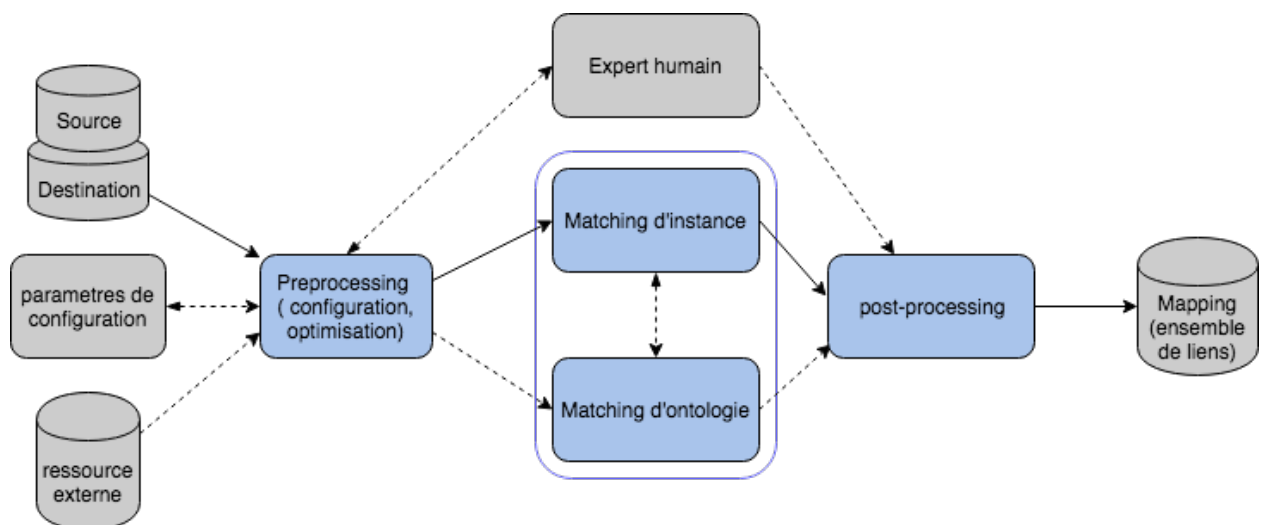 Expert humain
Source
Destination
Matching d'instance
parametres de
configuration
Preprocessing
( configuration,
optimisation)
post-processing
Mapping
(ensemble
de liens)
Matching d'ontologie
ressource
externe